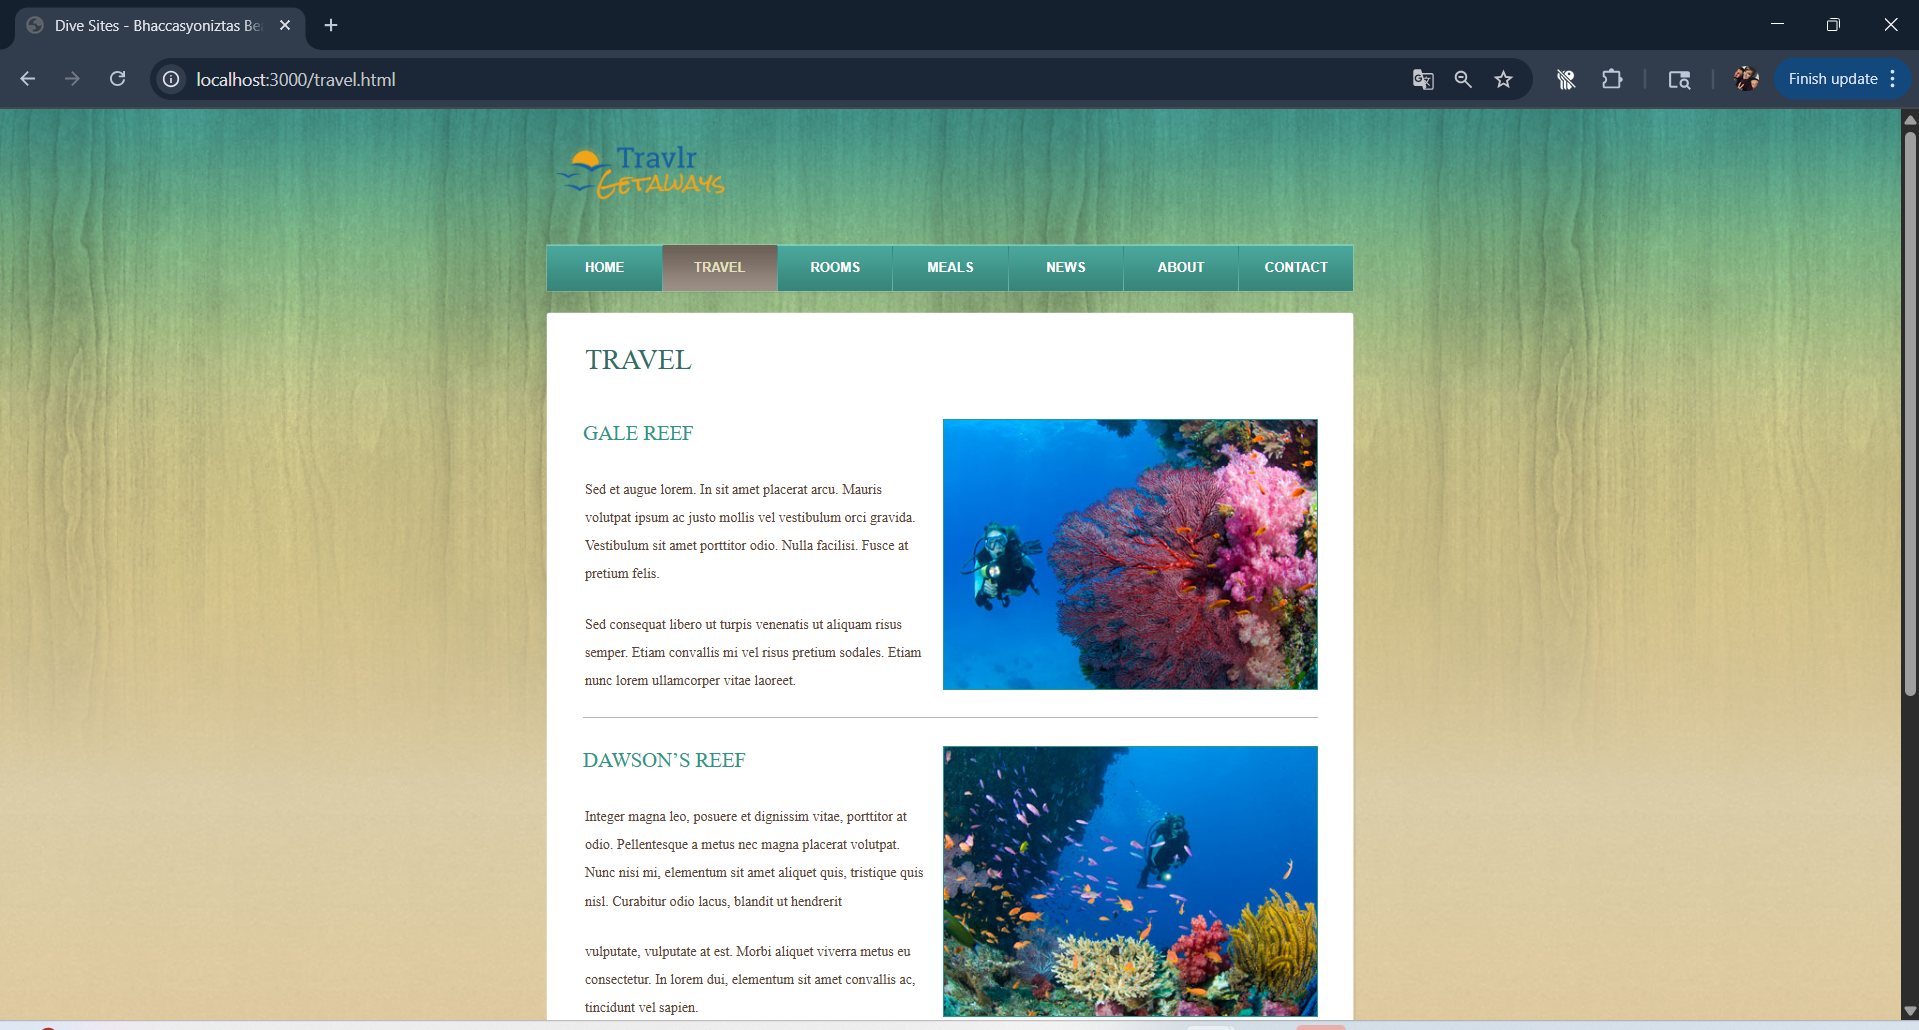 Dive Sites - Bhaccasyoniztas Be
localhost:3000/travel.html
Finish update
Travlr
GETAWAYS
HOME
TRAVEL
ROOMS
MEALS
NEWS
ABOUT
CONTACT
TRAVEL
GALE REEF
Sed et augue lorem. In sit amet placerat arcu. Mauris
volutpat ipsum ac justo mollis vel vestibulum orci gravida.
Vestibulum sit amet porttitor odio. Nulla facilisi. Fusce at
pretium felis.
Sed consequat libero ut turpis venenatis ut aliquam risus
semper. Etiam convallis mi vel risus pretium sodales. Etiam
nunc lorem ullamcorper vitae laoreet.
DAWSON’S REEF
Integer magna leo, posuere et dignissim vitae, porttitor at
odio. Pellentesque a metus nec magna placerat volutpat.
Nunc nisi mi, elementum sit amet aliquet quis, tristique quis
nisl. Curabitur odio lacus, blandit ut hendrerit
vulputate, vulputate at est. Morbi aliquet viverra metus eu
consectetur. In lorem dui, elementum sit amet convallis ac,
tincidunt vel sapien.